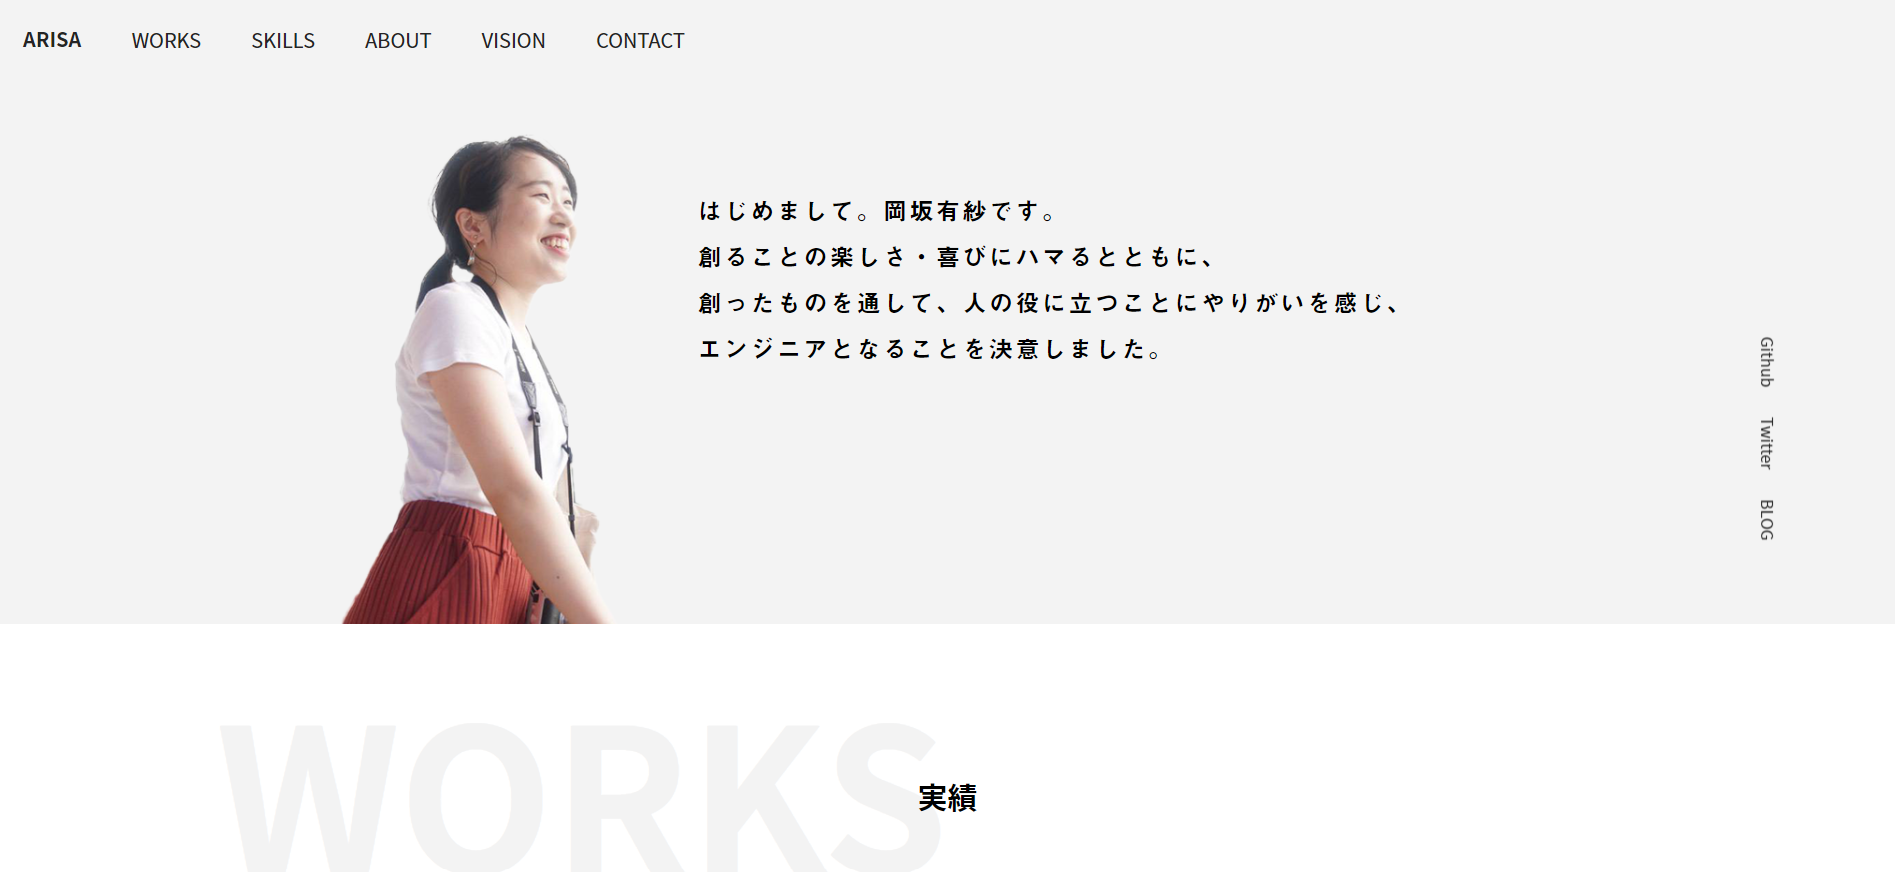 ARISA WORKS SKILLS ABOUT VISION CONTACT
はじめまして。岡坂有紗です。
創ることの楽しさ・喜びにハマるとともに、
創ったものを通して、人の役に立つことにやりがいを感じ、
エンジニアとなることを決意しました。
Github Twitter BLOG
WORKS
実績